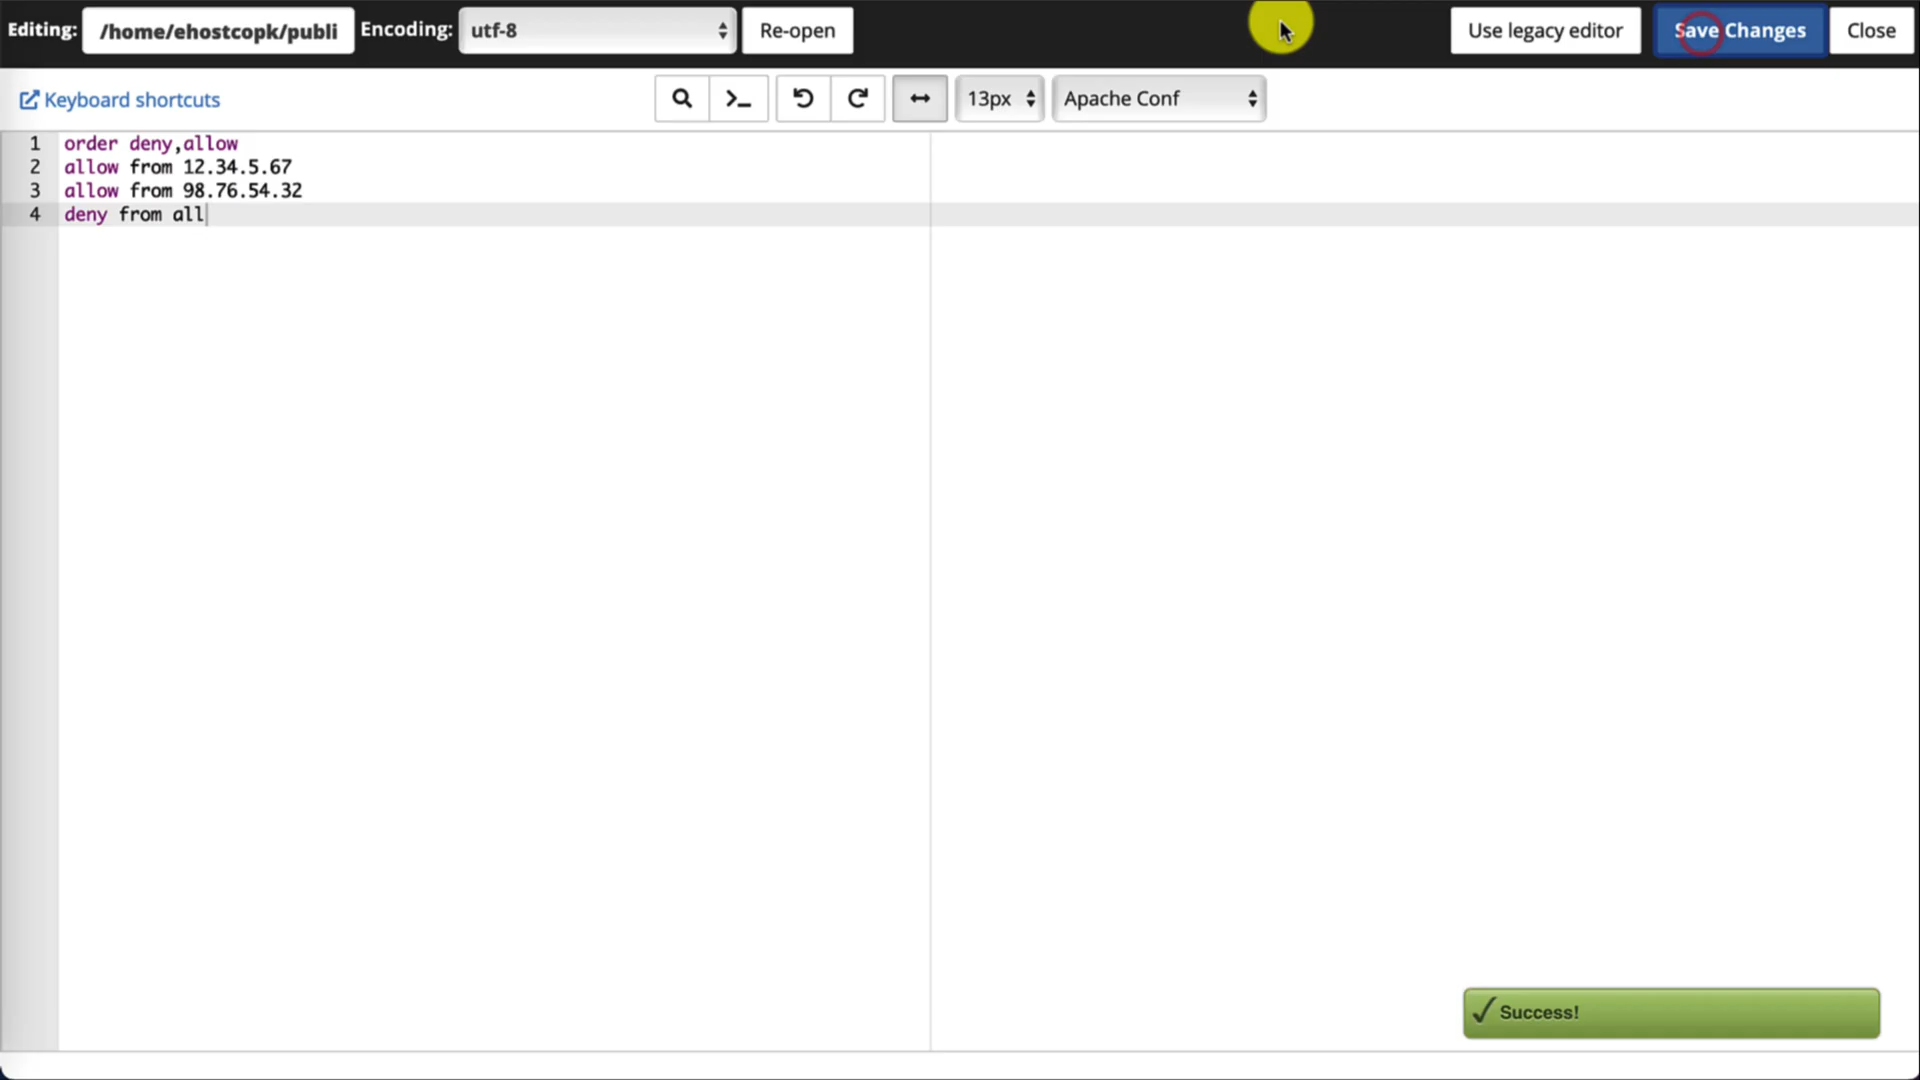 Editing: /home/ehostcopk/publi Encoding: utf-8 Re-open Use legacy editor Save Changes Close
Keyboard shortcuts 13px Apache Conf
1 order deny,allow
2 allow from 12.34.5.67
3 allow from 98.76.54.32
4 deny from all
Success!